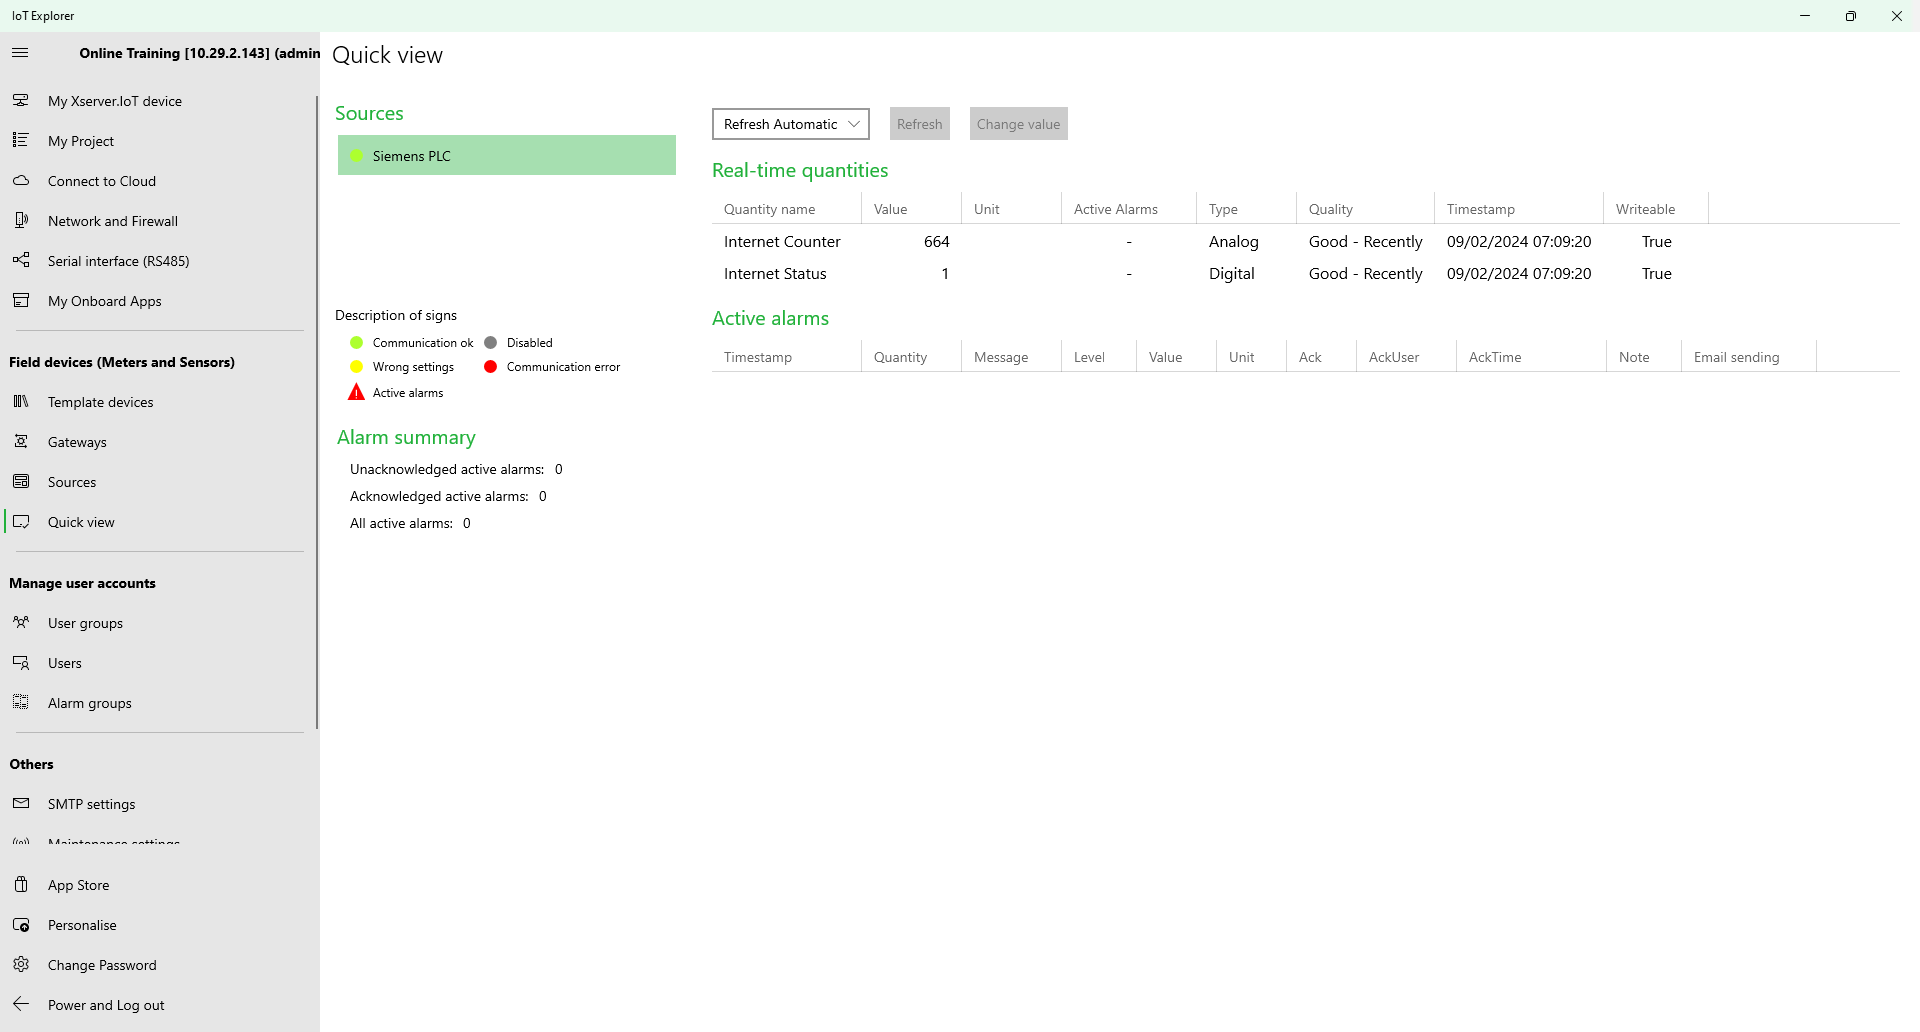 IoT Explorer
Online Training [10.29.2.143] (admin
My Xserver.IoT device
My Project
Connect to Cloud
Network and Firewall
Serial interface (RS485)
My Onboard Apps
Field devices (Meters and Sensors)
Template devices
Gateways
Sources
Quick view
Manage user accounts
User groups
Users
Alarm groups
Others
SMTP settings
Maintenance settings
App Store
Personalise
Change Password
Power and Log out
Quick view
Sources
Siemens PLC
Description of signs
Communication ok Disabled
Wrong settings Communication error
Active alarms
Alarm summary
Unacknowledged active alarms: 0
Acknowledged active alarms: 0
All active alarms: 0
Refresh Automatic Refresh Change value
Real-time quantities
Quantity name Value Unit Active Alarms Type Quality Timestamp Writeable
Internet Counter 664 - Analog Good - Recently 09/02/2024 07:09:20 True
Internet Status 1 - Digital Good - Recently 09/02/2024 07:09:20 True
Active alarms
Timestamp Quantity Message Level Value Unit Ack AckUser AckTime Note Email sending